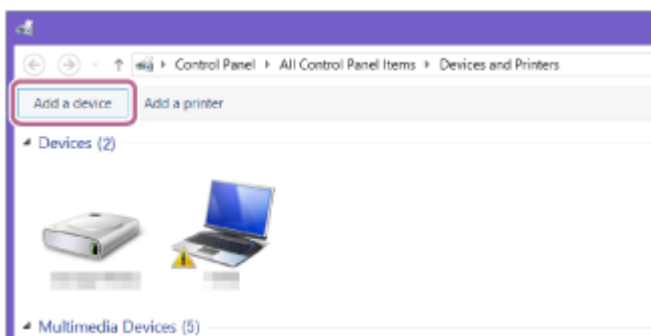 Control Panel All Control Panel Items Devices and Printers
Add a device Add a printer
Devices (2)
Multimedia Devices (5)